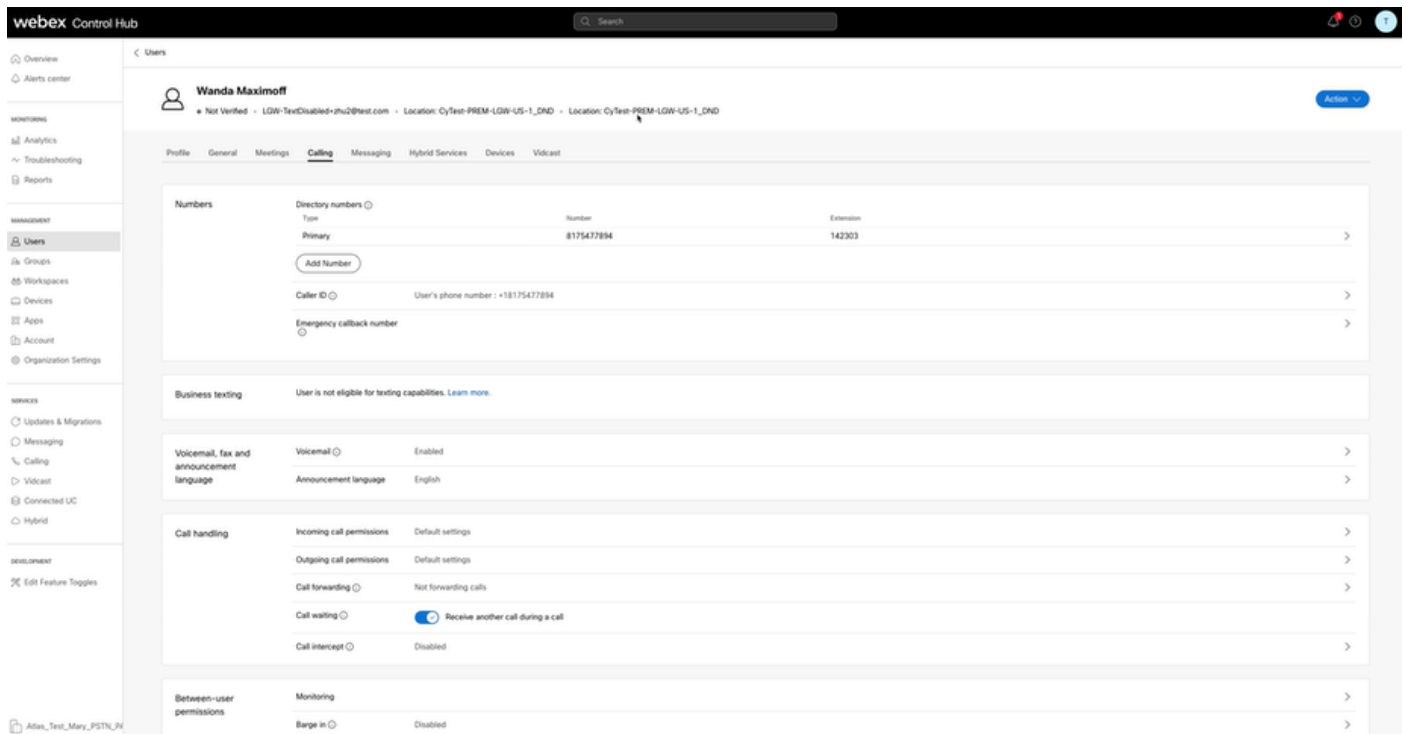 webex Control Hub
Search
T
Overview
Alerts center
MONITORING
Analytics
Troubleshooting
Reports
MANAGEMENT
Users
Groups
Workspaces
Devices
Apps
Account
Organization Settings
SERVICES
Updates & Migrations
Messaging
Calling
Vidcast
Connected UC
Hybrid
DEVELOPMENT
Edit Feature Toggles
Atlas_Test_Mary_PSTN_PA
Users
Wanda Maximoff
Not Verified LGW-TextDisabled+zhu2@test.com Location: CyTest-PREM-LGW-US-1_DND Location: CyTest-PREM-LGW-US-1_DND
Action
Profile General Meetings Calling Messaging Hybrid Services Devices Vidcast
Numbers
Directory numbers
Type Number Extension
Primary 8175477894 142303
Add Number
Caller ID User's phone number : +18175477894
Emergency callback number
Business texting User is not eligible for texting capabilities. Learn more.
Voicemail, fax and
announcement
language
Voicemail Enabled
Announcement language English
Call handling
Incoming call permissions Default settings
Outgoing call permissions Default settings
Call forwarding Not forwarding calls
Call waiting Receive another call during a call
Call intercept Disabled
Between-user
permissions
Monitoring
Barge in Disabled